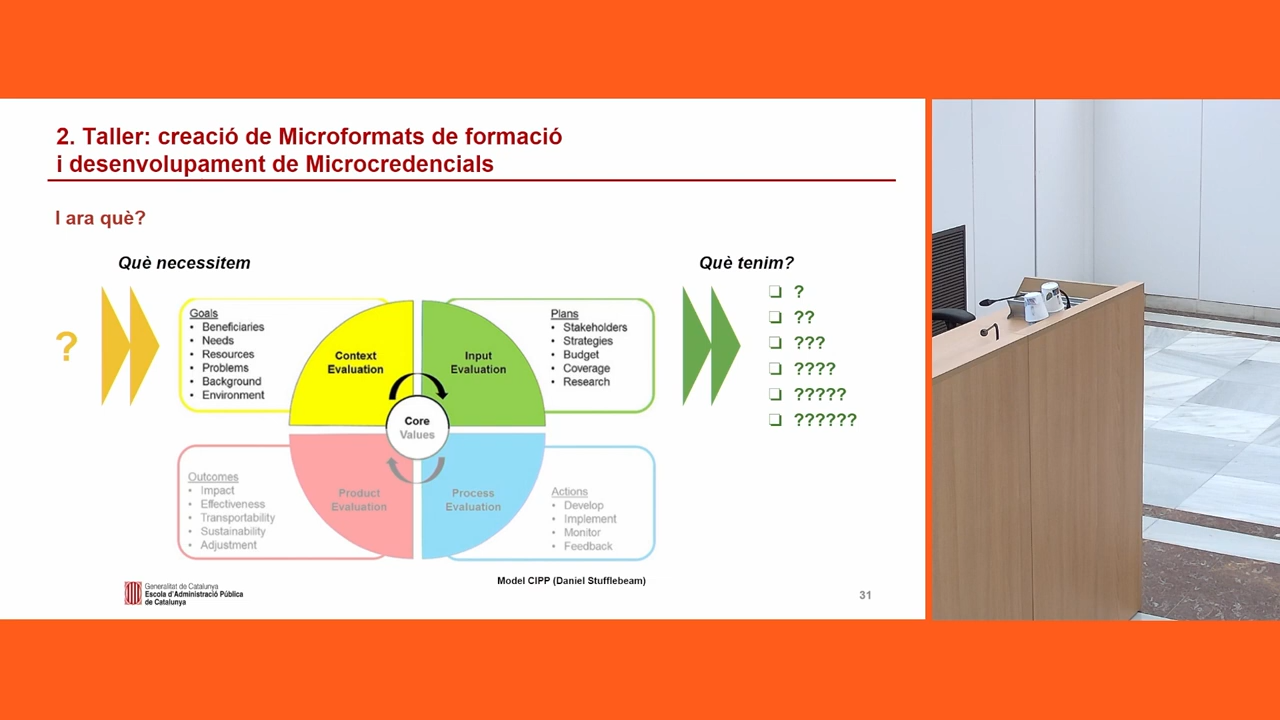 2. Taller: creació de Microformats de formació
i desenvolupament de Microcredencials
I ara què?
Què necessitem
Què tenim?
?
Goals
• Beneficiaries
• Needs
• Resources
• Problems
• Background
• Environment
Context
Evaluation
Input
Evaluation
Plans
• Stakeholders
• Strategies
• Budget
• Coverage
• Research
❑ ?
❑ ??
❑ ???
❑ ????
❑ ?????
❑ ??????
Core
Values
Outcomes
• Impact
• Effectiveness
• Transportability
• Sustainability
• Adjustment
Product
Evaluation
Process
Evaluation
Actions
• Develop
• Implement
• Monitor
• Feedback
Model CIPP (Daniel Stufflebeam)
Generalitat de Catalunya
Escola d'Administració Pública
de Catalunya
31